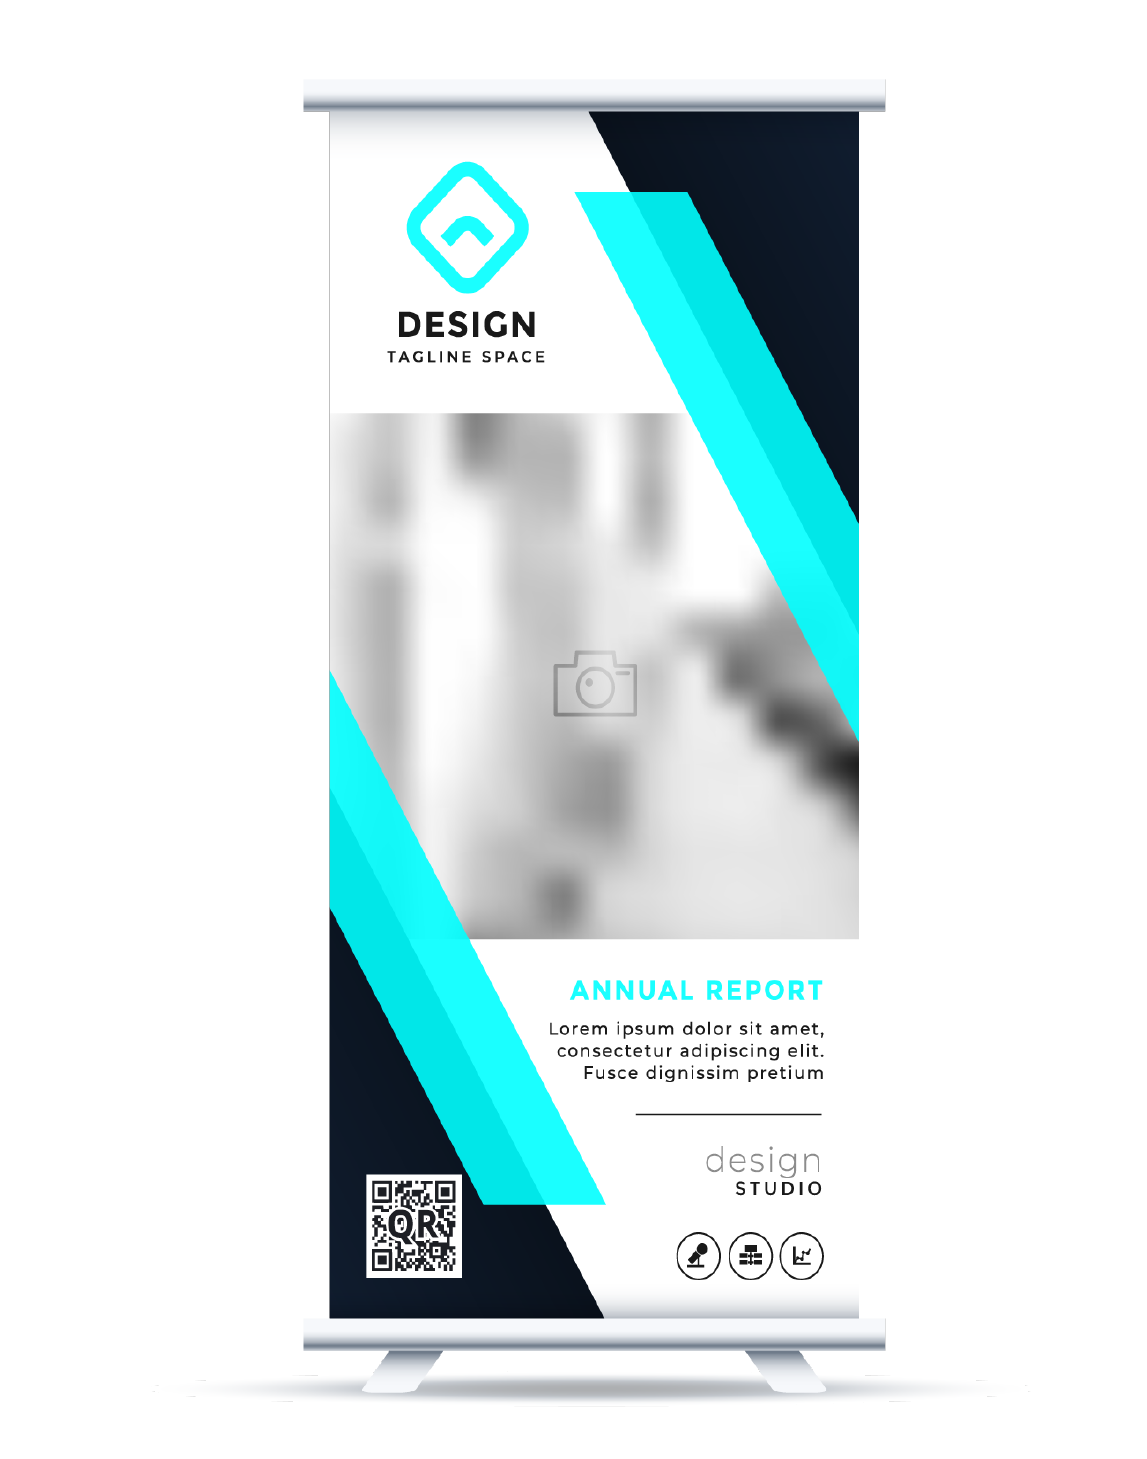 DESIGN
TAGLINE SPACE
ANNUAL REPORT
Lorem ipsum dolor sit amet,
consectetur adipiscing elit.
Fusce dignissim pretium
design
STUDIO
QR